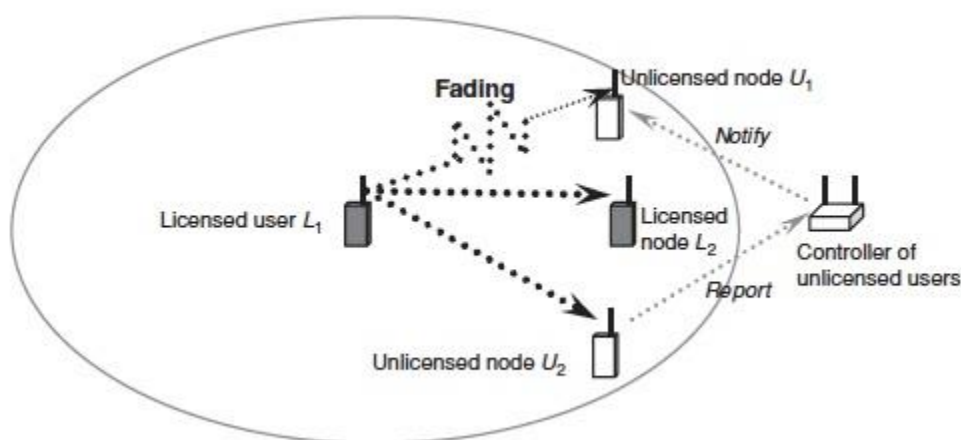 Unlicensed node U1
Fading
Notify
Licensed user L1
Licensed
node L2
Controller of
unlicensed users
Report
Unlicensed node U2